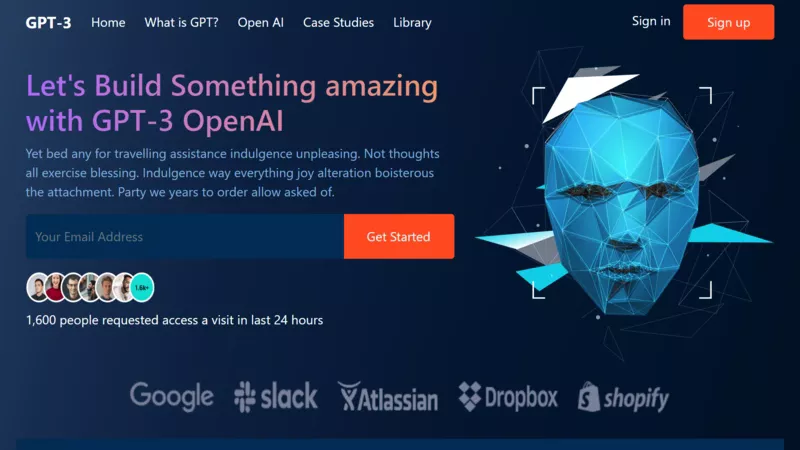 GPT-3 Home What is GPT? Open AI Case Studies Library Sign in Sign up
Let's Build Something amazing
with GPT-3 OpenAI
Yet bed any for travelling assistance indulgence unpleasing. Not thoughts
all exercise blessing. Indulgence way everything joy alteration boisterous
the attachment. Party we years to order allow asked of.
Your Email Address Get Started
1.6k+
1,600 people requested access a visit in last 24 hours
Google slack Atlassian Dropbox shopify